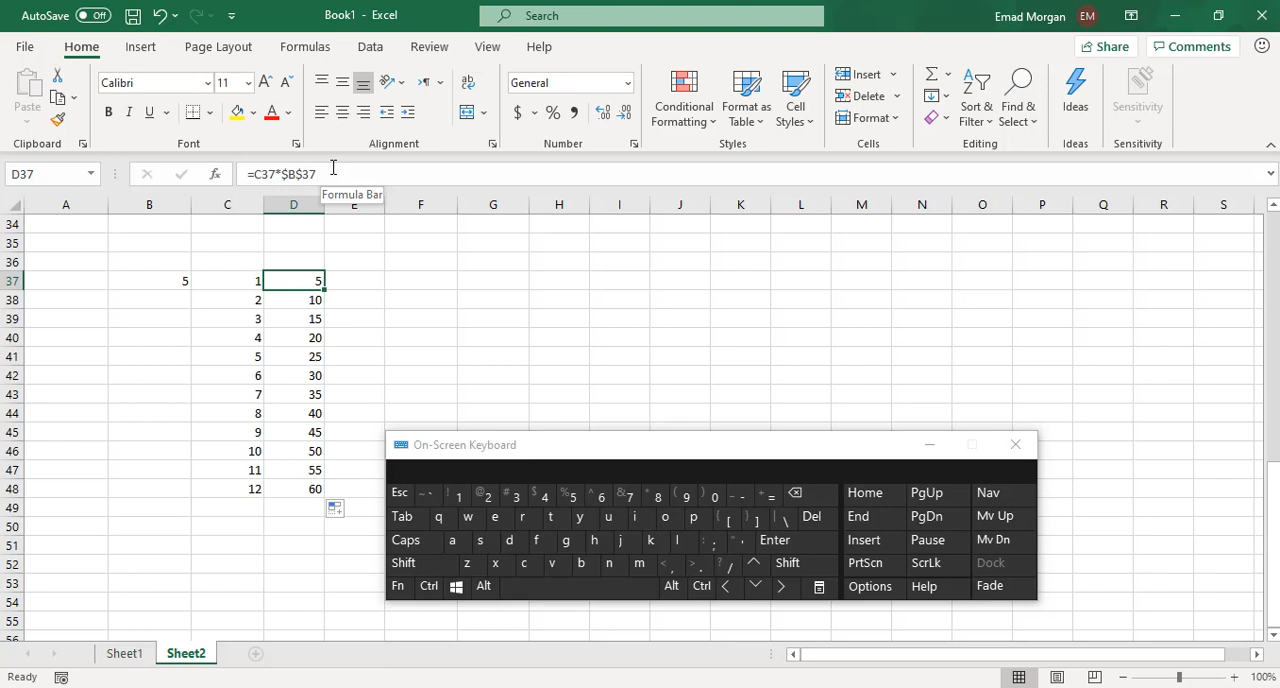 AutoSave Off Book1 - Excel Search Emad Morgan EM
File Home Insert Page Layout Formulas Data Review View Help Share Comments
Paste Calibri 11 General Conditional Formatting Format as Table Cell Styles Insert Delete Format Sort & Filter Find & Select Ideas Sensitivity
B I U A $ %
Clipboard Font Alignment Number Styles Cells Editing Ideas Sensitivity
D37 fx =C37*$B$37
Formula Bar
A B C D E F G H I J K L M N O P Q R S
34
35
36
37 5 1 5
38 2 10
39 3 15
40 4 20
41 5 25
42 6 30
43 7 35
44 8 40
45 9 45
46 10 50
47 11 55
48 12 60
49
50
51
52
53
54
55
On-Screen Keyboard
Esc ~ ` ! 1 @ 2 # 3 $ 4 % 5 ^ 6 & 7 * 8 ( 9 ) 0 _ - + = Home PgUp Nav
Tab q w e r t y u i o p { [ } ] | \ Del End PgDn Mv Up
Caps a s d f g h j k l : ; " ' Enter Insert Pause Mv Dn
Shift z x c v b n m < , > . ? / Shift PrtScn ScrLk Dock
Fn Ctrl Alt Alt Ctrl Options Help Fade
Sheet1 Sheet2
Ready 100%